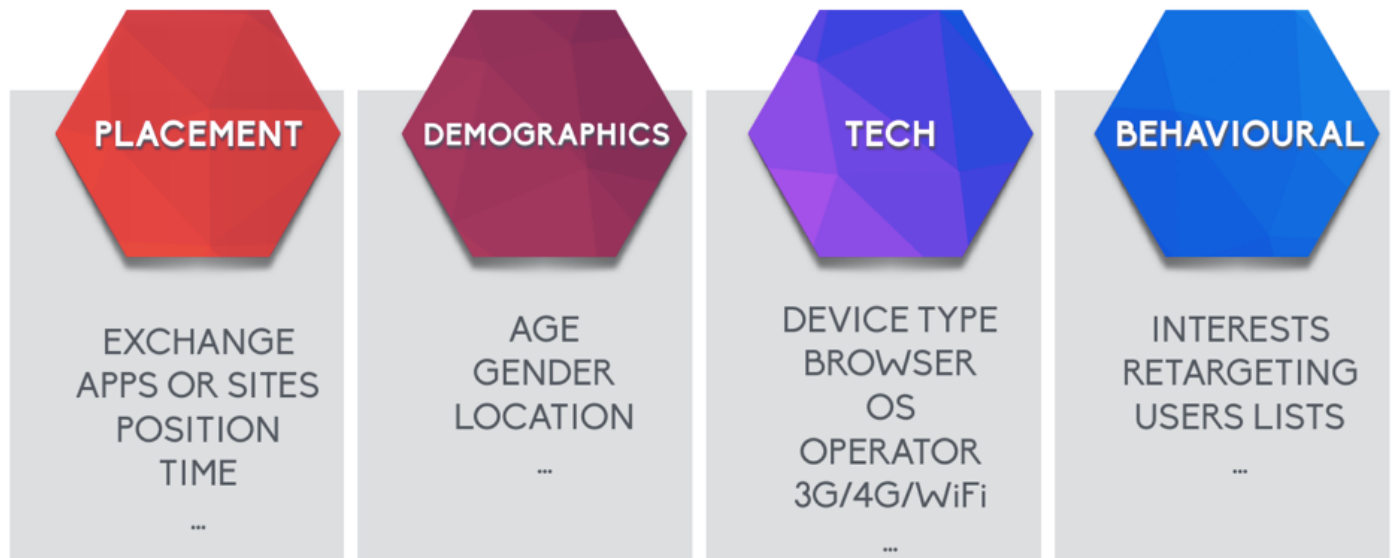 PLACEMENT
EXCHANGE
APPS OR SITES
POSITION
TIME
...
DEMOGRAPHICS
AGE
GENDER
LOCATION
...
TECH
DEVICE TYPE
BROWSER
OS
OPERATOR
3G/4G/WiFi
...
BEHAVIOURAL
INTERESTS
RETARGETING
USERS LISTS
...